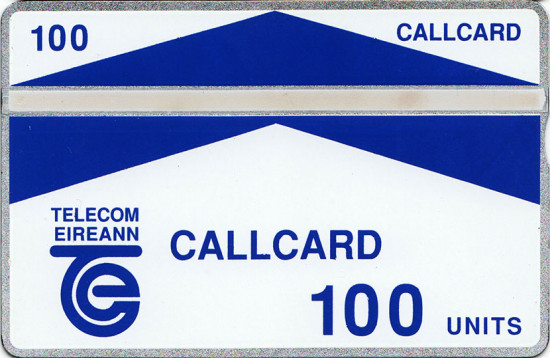 100 CALLCARD
TELECOM
EIREANN
CALLCARD
100 UNITS